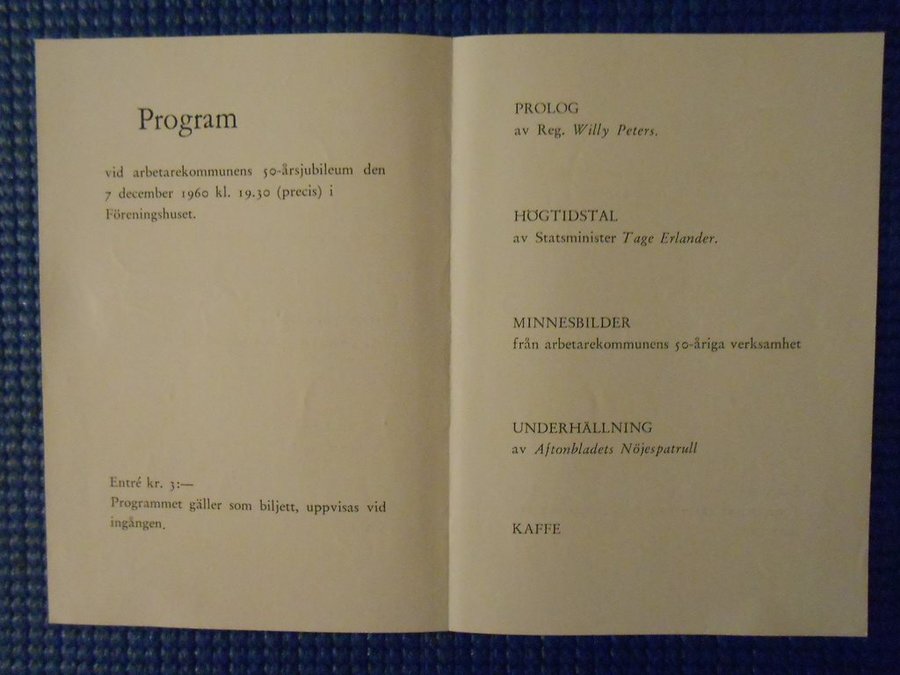 Program
vid arbetarekommunens 50-årsjubileum den
7 december 1960 kl. 19.30 (precis) i
Föreningshuset.
Entré kr. 3:—
Programmet gäller som biljett, uppvisas vid
ingången.
PROLOG
av Reg. Willy Peters.
HÖGTIDSTAL
av Statsminister Tage Erlander.
MINNESBILDER
från arbetarekommunens 50-åriga verksamhet
UNDERHÅLLNING
av Aftonbladets Nöjespatrull
KAFFE